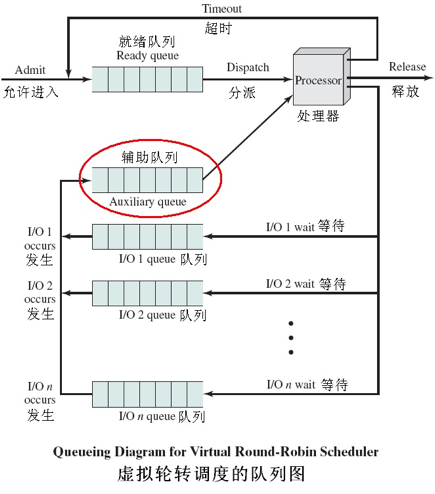 Timeout
超时
就绪队列
Ready queue
Admit
允许进入
Dispatch
分派
Processor
处理器
Release
释放
辅助队列
Auxiliary queue
I/O 1
occurs
发生
I/O 1 wait 等待
I/O 1 queue 队列
I/O 2
occurs
发生
I/O 2 wait 等待
I/O 2 queue 队列
I/O n
occurs
发生
I/O n wait 等待
I/O n queue 队列
Queueing Diagram for Virtual Round-Robin Scheduler
虚拟轮转调度的队列图